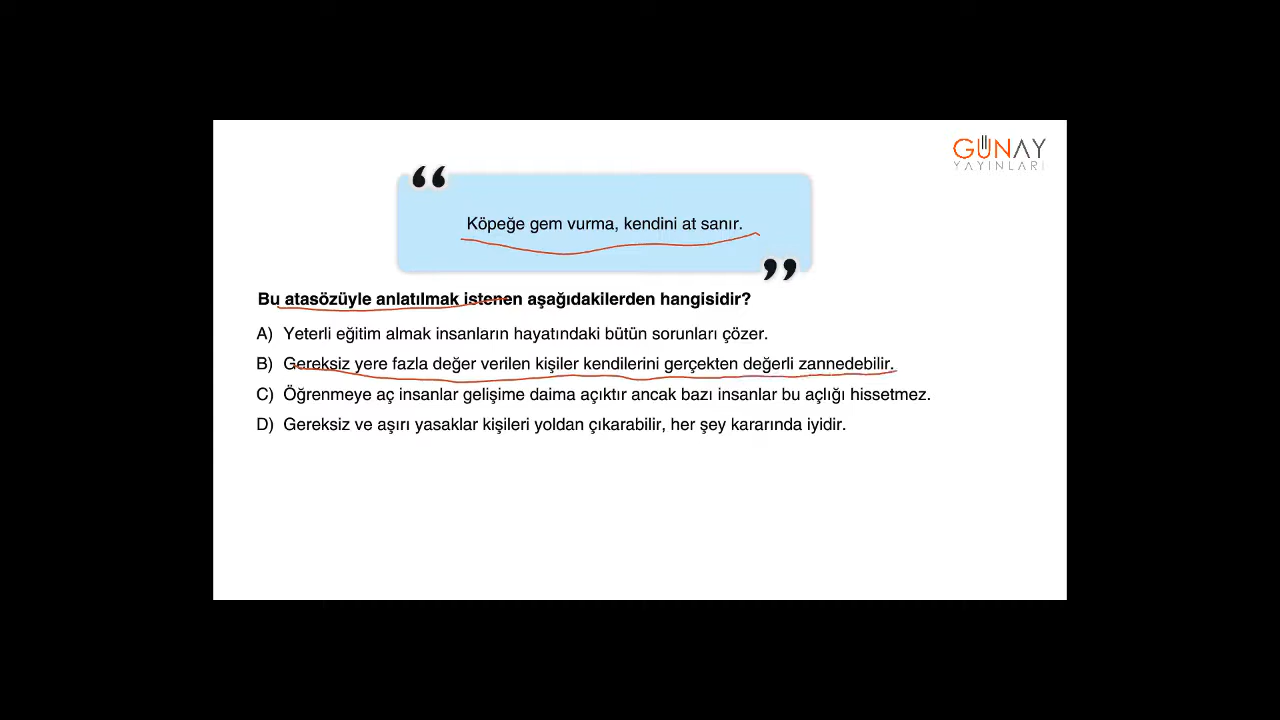 GÜNAY
YAYINLARI
Köpeğe gem vurma, kendini at sanır.
Bu atasözüyle anlatılmak istenen aşağıdakilerden hangisidir?
A) Yeterli eğitim almak insanların hayatındaki bütün sorunları çözer.
B) Gereksiz yere fazla değer verilen kişiler kendilerini gerçekten değerli zannedebilir.
C) Öğrenmeye aç insanlar gelişime daima açıktır ancak bazı insanlar bu açlığı hissetmez.
D) Gereksiz ve aşırı yasaklar kişileri yoldan çıkarabilir, her şey kararında iyidir.